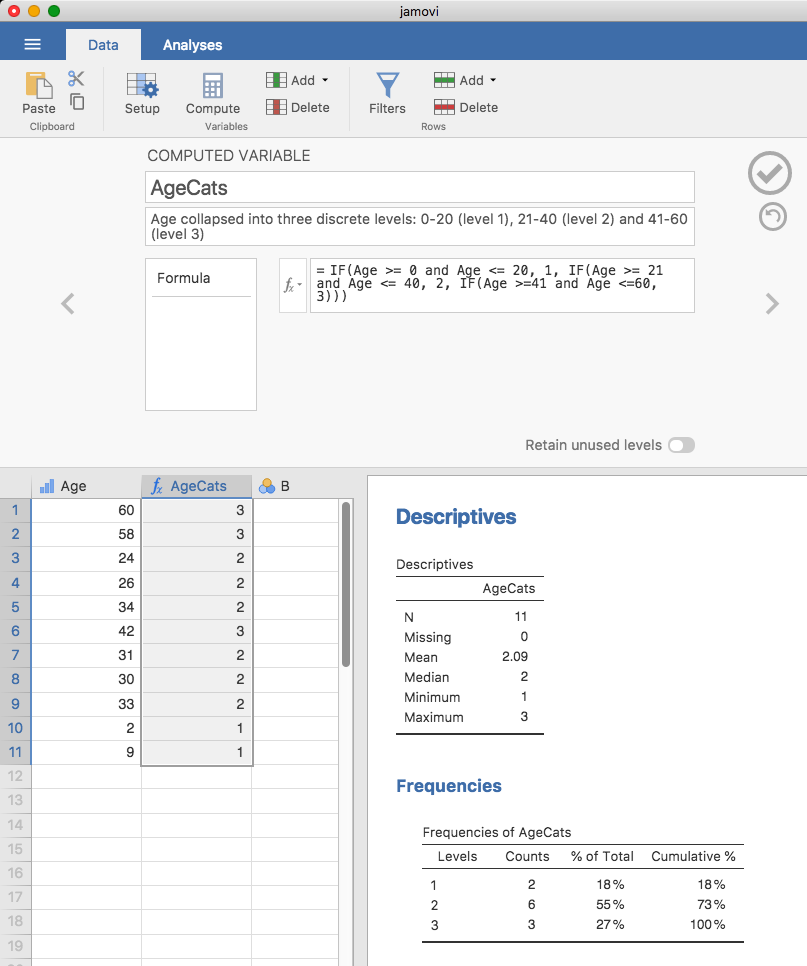 jamovi
Data Analyses
Paste Setup Compute Add Delete Filters Add Delete
Clipboard Variables Rows
COMPUTED VARIABLE
AgeCats
Age collapsed into three discrete levels: 0-20 (level 1), 21-40 (level 2) and 41-60
(level 3)
Formula
fx
= IF(Age >= 0 and Age <= 20, 1, IF(Age >= 21
and Age <= 40, 2, IF(Age >=41 and Age <=60,
3)))
Retain unused levels
Age fx AgeCats B
1 60 3
2 58 3
3 24 2
4 26 2
5 34 2
6 42 3
7 31 2
8 30 2
9 33 2
10 2 1
11 9 1
12
13
14
15
16
17
18
19
Descriptives
Descriptives
AgeCats
N 11
Missing 0
Mean 2.09
Median 2
Minimum 1
Maximum 3
Frequencies
Frequencies of AgeCats
Levels Counts % of Total Cumulative %
1 2 18% 18%
2 6 55% 73%
3 3 27% 100%